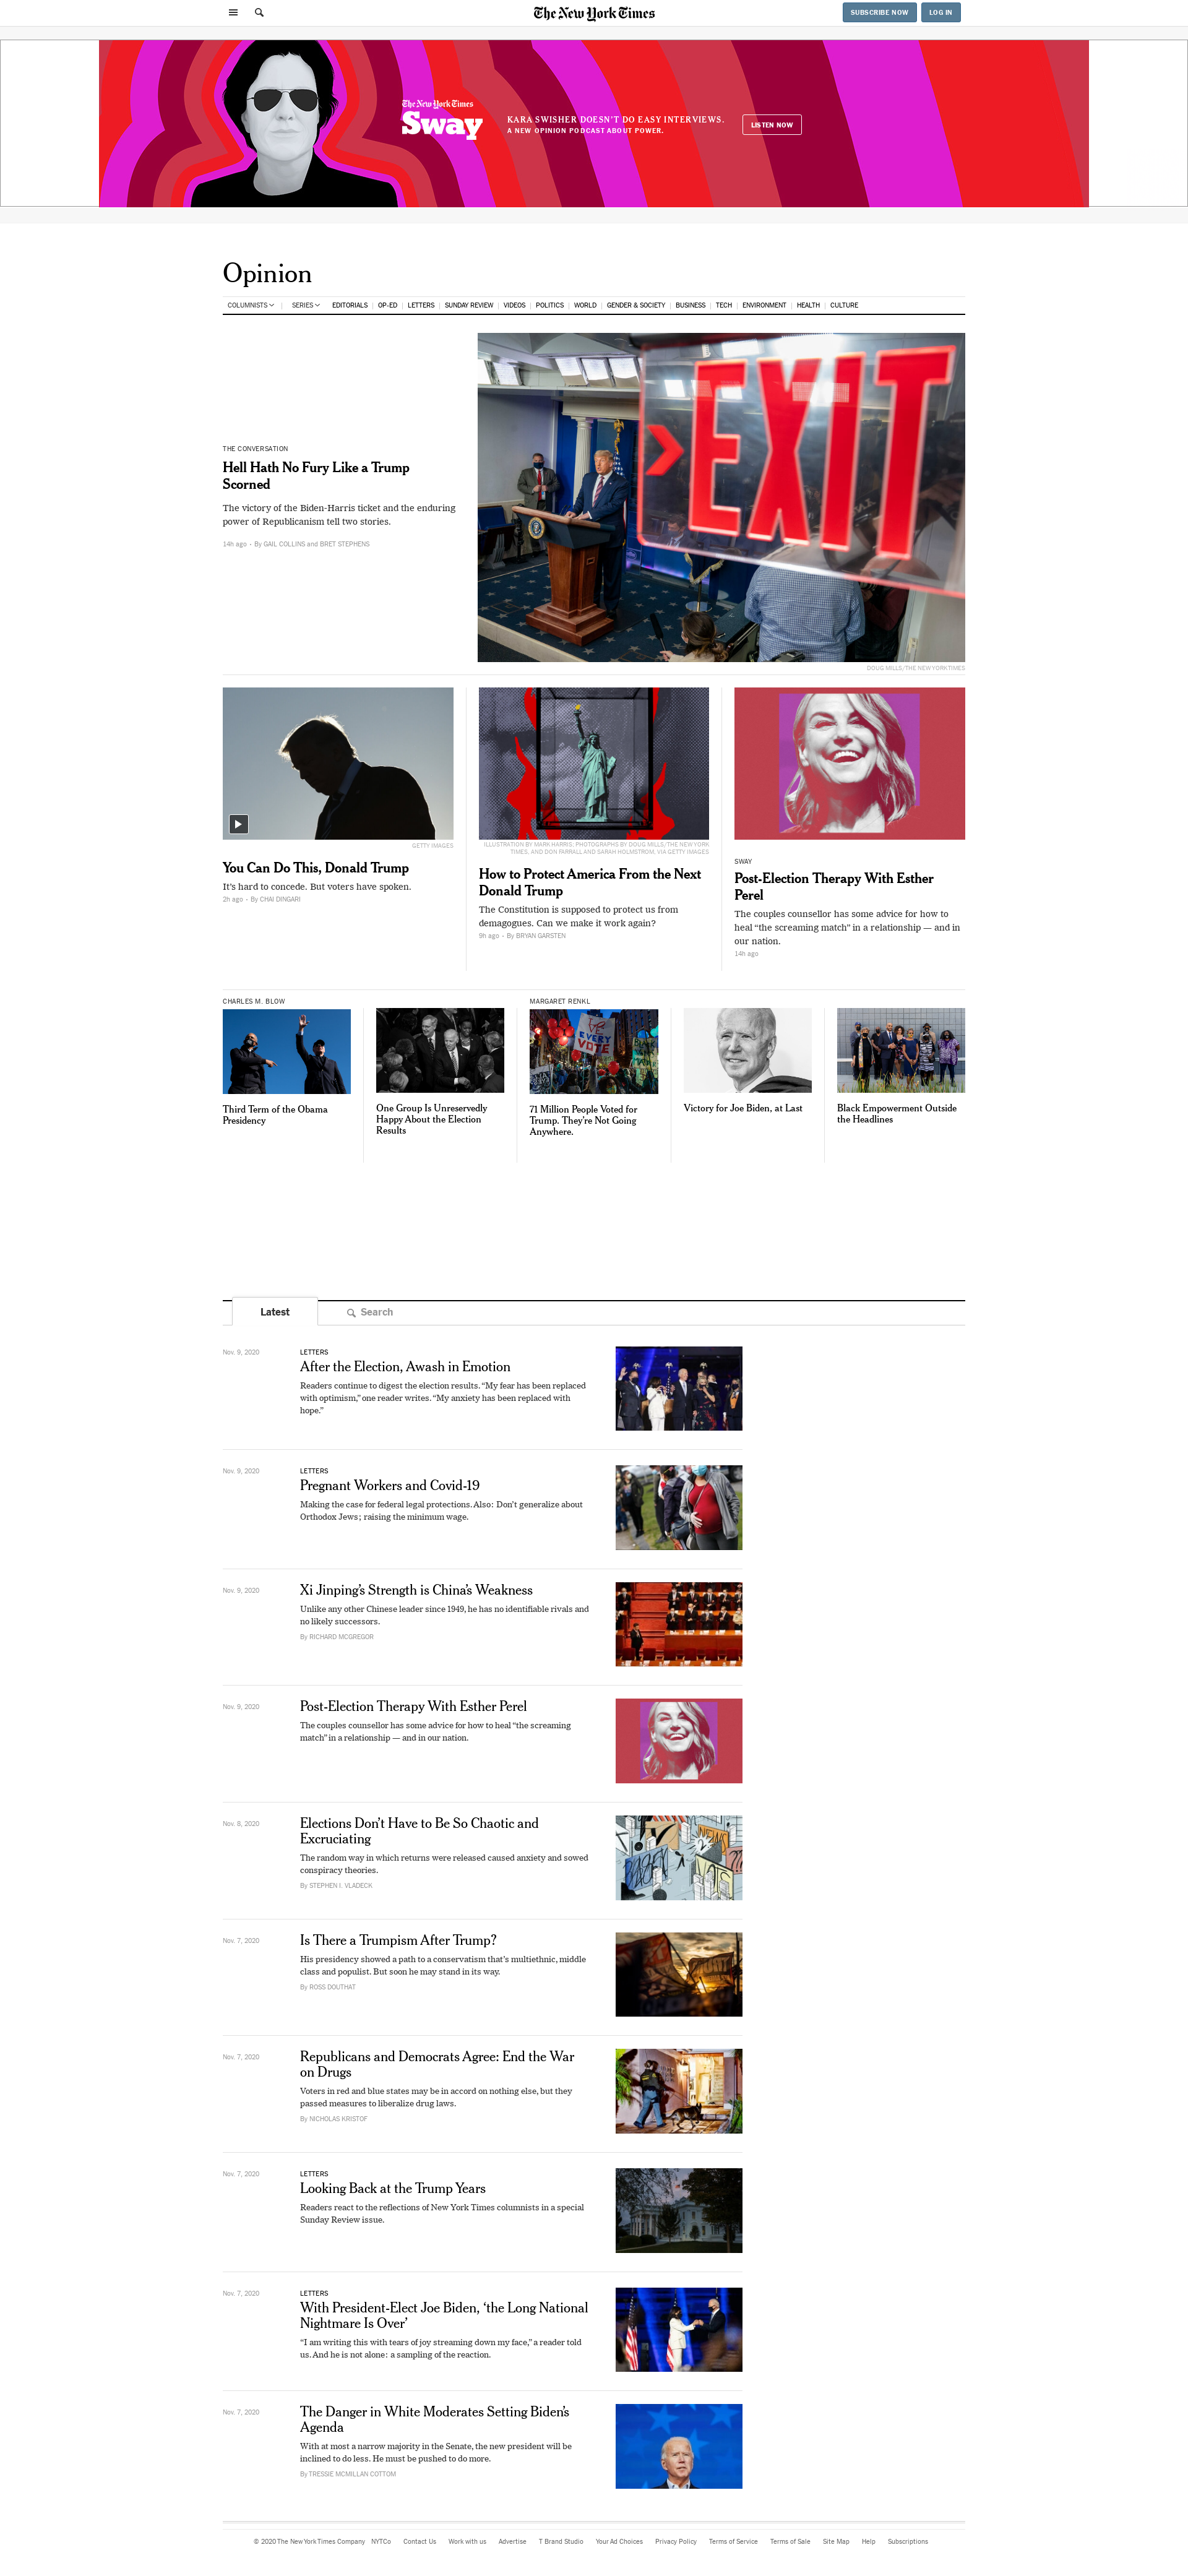 The New York Times
SUBSCRIBE NOW
LOG IN
The New York Times
Sway
KARA SWISHER DOESN'T DO EASY INTERVIEWS.
A NEW OPINION PODCAST ABOUT POWER.
LISTEN NOW
Opinion
COLUMNISTS
SERIES
EDITORIALS
OP-ED
LETTERS
SUNDAY REVIEW
VIDEOS
POLITICS
WORLD
GENDER & SOCIETY
BUSINESS
TECH
ENVIRONMENT
HEALTH
CULTURE
THE CONVERSATION
Hell Hath No Fury Like a Trump
Scorned
The victory of the Biden-Harris ticket and the enduring
power of Republicanism tell two stories.
14h ago - By GAIL COLLINS and BRET STEPHENS
EXIT
DOUG MILLS/THE NEW YORK TIMES
GETTY IMAGES
You Can Do This, Donald Trump
It's hard to concede. But voters have spoken.
2h ago - By CHAI DINGARI
ILLUSTRATION BY MARK HARRIS; PHOTOGRAPHS BY DOUG MILLS/THE NEW YORK
TIMES, AND DON FARRALL AND SARAH HOLMSTROM, VIA GETTY IMAGES.
How to Protect America From the Next
Donald Trump
The Constitution is supposed to protect us from
demagogues. Can we make it work again?
9h ago - By BRYAN GARSTEN
SWAY
Post-Election Therapy With Esther
Perel
The couples counsellor has some advice for how to
heal “the screaming match” in a relationship — and in
our nation.
14h ago
CHARLES M. BLOW
Third Term of the Obama
Presidency
One Group Is Unreservedly
Happy About the Election
Results
MARGARET RENKL
EVERY
VOTE
71 Million People Voted for
Trump. They're Not Going
Anywhere.
Victory for Joe Biden, at Last
Black Empowerment Outside
the Headlines
Latest
Search
Nov. 9, 2020
LETTERS
After the Election, Awash in Emotion
Readers continue to digest the election results. “My fear has been replaced
with optimism,” one reader writes. “My anxiety has been replaced with
hope.”
Nov. 9, 2020
LETTERS
Pregnant Workers and Covid-19
Making the case for federal legal protections. Also: Don't generalize about
Orthodox Jews; raising the minimum wage.
Nov. 9, 2020
Xi Jinping’s Strength is China’s Weakness
Unlike any other Chinese leader since 1949, he has no identifiable rivals and
no likely successors.
By RICHARD MCGREGOR
Nov. 9, 2020
Post-Election Therapy With Esther Perel
The couples counsellor has some advice for how to heal “the screaming
match” in a relationship — and in our nation.
Nov. 8, 2020
Elections Don’t Have to Be So Chaotic and
Excruciating
The random way in which returns were released caused anxiety and sowed
conspiracy theories.
By STEPHEN I. VLADECK
Nov. 7, 2020
Is There a Trumpism After Trump?
His presidency showed a path to a conservatism that’s multiethnic, middle
class and populist. But soon he may stand in its way.
By ROSS DOUTHAT
Nov. 7, 2020
Republicans and Democrats Agree: End the War
on Drugs
Voters in red and blue states may be in accord on nothing else, but they
passed measures to liberalize drug laws.
By NICHOLAS KRISTOF
Nov. 7, 2020
LETTERS
Looking Back at the Trump Years
Readers react to the reflections of New York Times columnists in a special
Sunday Review issue.
Nov. 7, 2020
LETTERS
With President-Elect Joe Biden, ‘the Long National
Nightmare Is Over’
“I am writing this with tears of joy streaming down my face,” a reader told
us. And he is not alone: a sampling of the reaction.
Nov. 7, 2020
The Danger in White Moderates Setting Biden’s
Agenda
With at most a narrow majority in the Senate, the new president will be
inclined to do less. He must be pushed to do more.
By TRESSIE MCMILLAN COTTOM
© 2020 The New York Times Company NYTCo Contact Us Work with us Advertise T Brand Studio Your Ad Choices Privacy Policy Terms of Service Terms of Sale Site Map Help Subscriptions